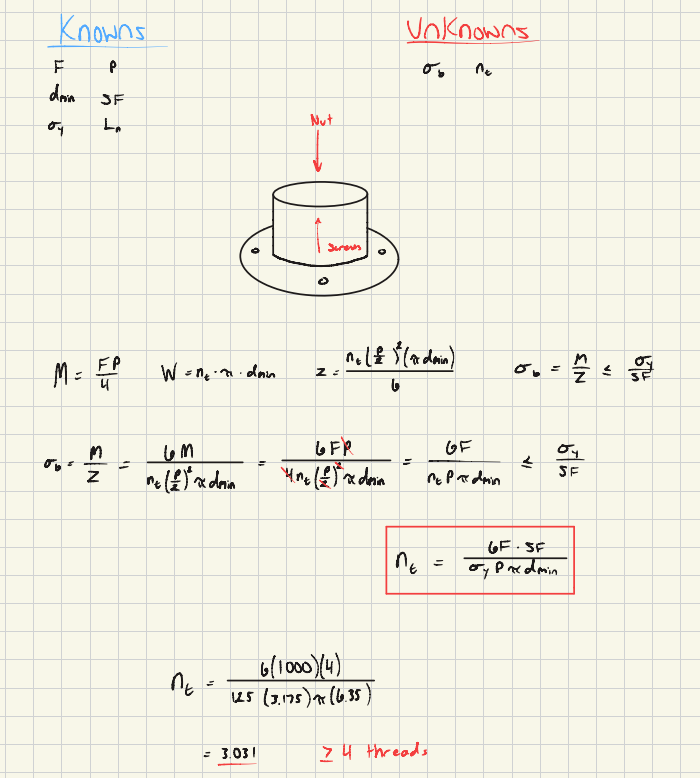 Knowns UnKnowns
F P σb nt
dmin SF
σy Ln
Nut
Screws
M = FP/4 W = nt · π · dmin z = nt(P/2)²(π dmin)/6 σb = M/Z ≤ σy/SF
σb = M/Z = 6M/nt(P/2)² π dmin = 6FP/4nt(P/2)² π dmin = 6F/nt P π dmin ≤ σy/SF
nt = 6F · SF/σy P π dmin
nt = 6(1000)(4)/125 (3.175) π (6.35)
= 3.031 ≥ 4 threads